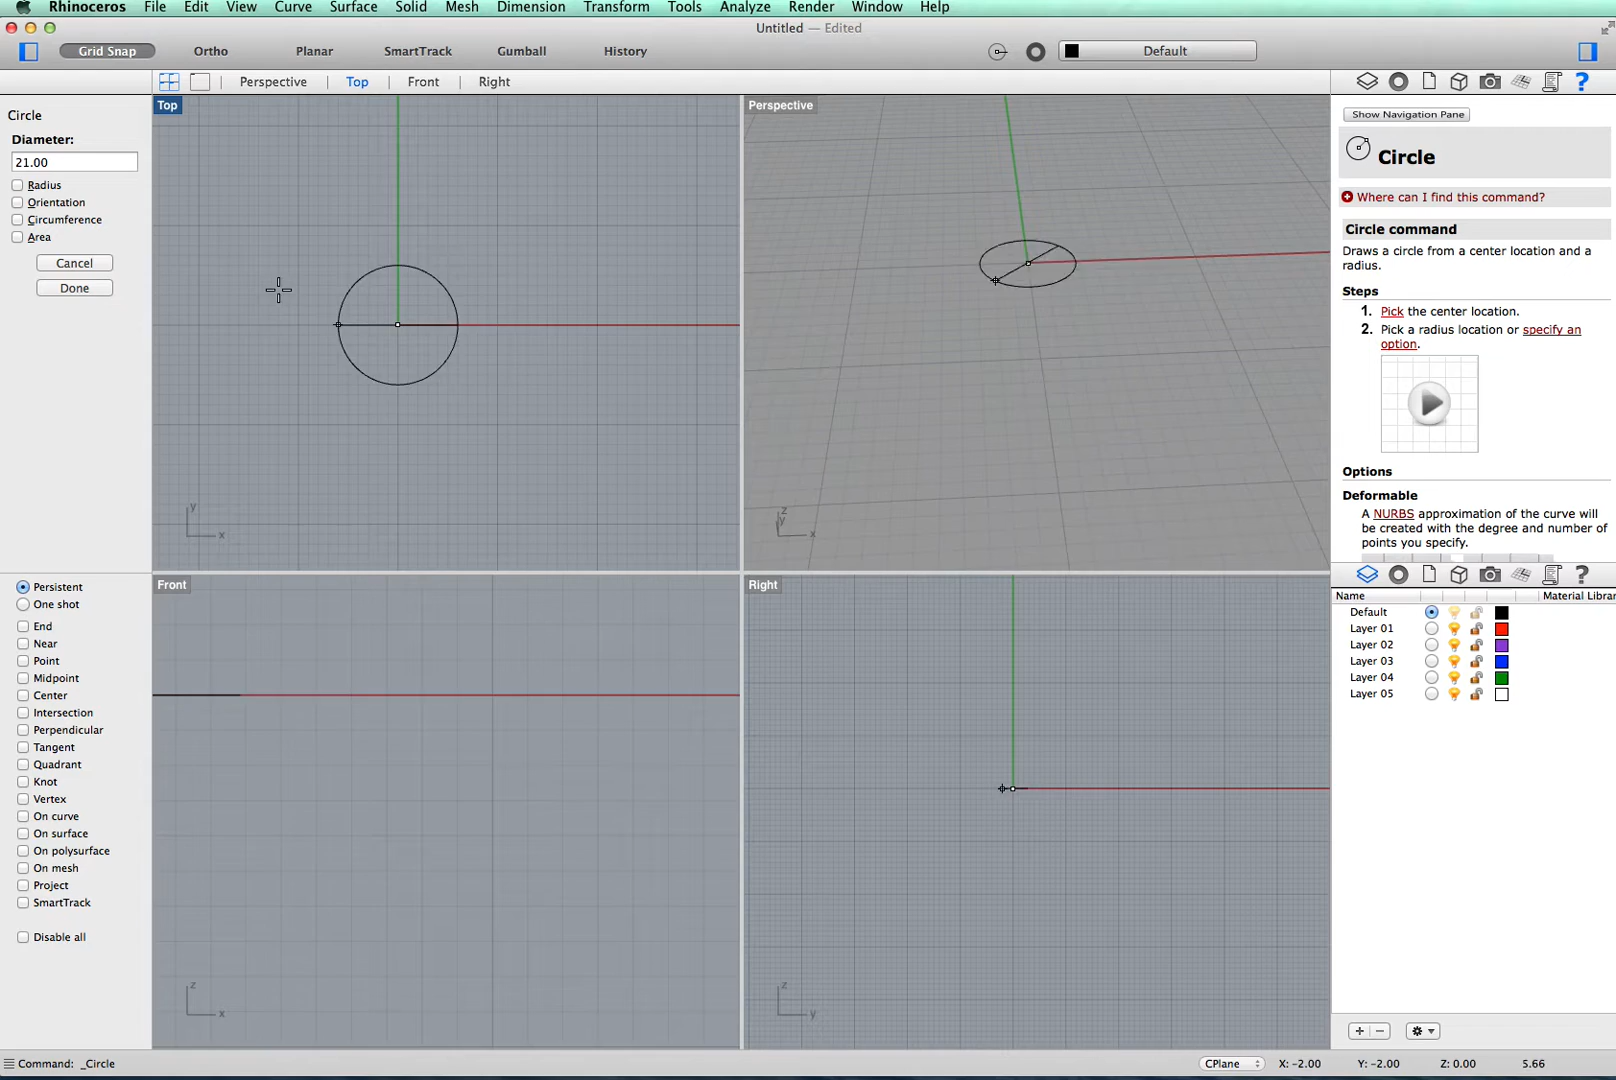 Rhinoceros File Edit View Curve Surface Solid Mesh Dimension Transform Tools Analyze Render Window Help
Untitled — Edited
Grid Snap Ortho Planar SmartTrack Gumball History Default
Perspective Top Front Right
Circle
Diameter:
21.00
Radius
Orientation
Circumference
Area
Cancel
Done
Top
y
x
Perspective
z
y
x
Show Navigation Pane
Circle
Where can I find this command?
Circle command
Draws a circle from a center location and a
radius.
Steps
1. Pick the center location.
2. Pick a radius location or specify an
option.
Options
Deformable
A NURBS approximation of the curve will
be created with the degree and number of
points you specify.
Persistent
One shot
End
Near
Point
Midpoint
Center
Intersection
Perpendicular
Tangent
Quadrant
Knot
Vertex
On curve
On surface
On polysurface
On mesh
Project
SmartTrack
Disable all
Front
z
x
Right
z
y
Name Material Librar
Default
Layer 01
Layer 02
Layer 03
Layer 04
Layer 05
Command: _Circle
CPlane X: -2.00 Y: -2.00 Z: 0.00 5.66